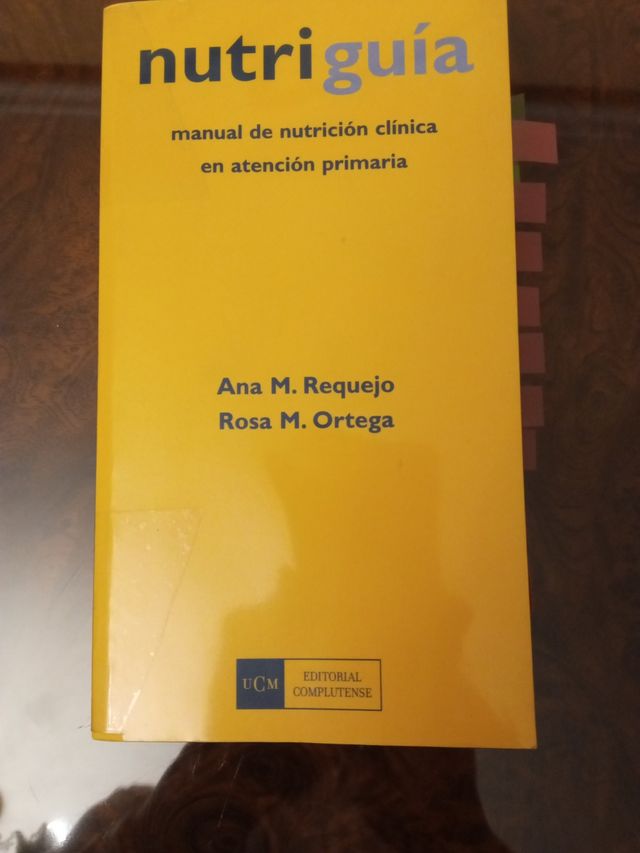 nutriguía
manual de nutrición clínica
en atención primaria
Ana M. Requejo
Rosa M. Ortega
UCM
EDITORIAL
COMPLUTENSE